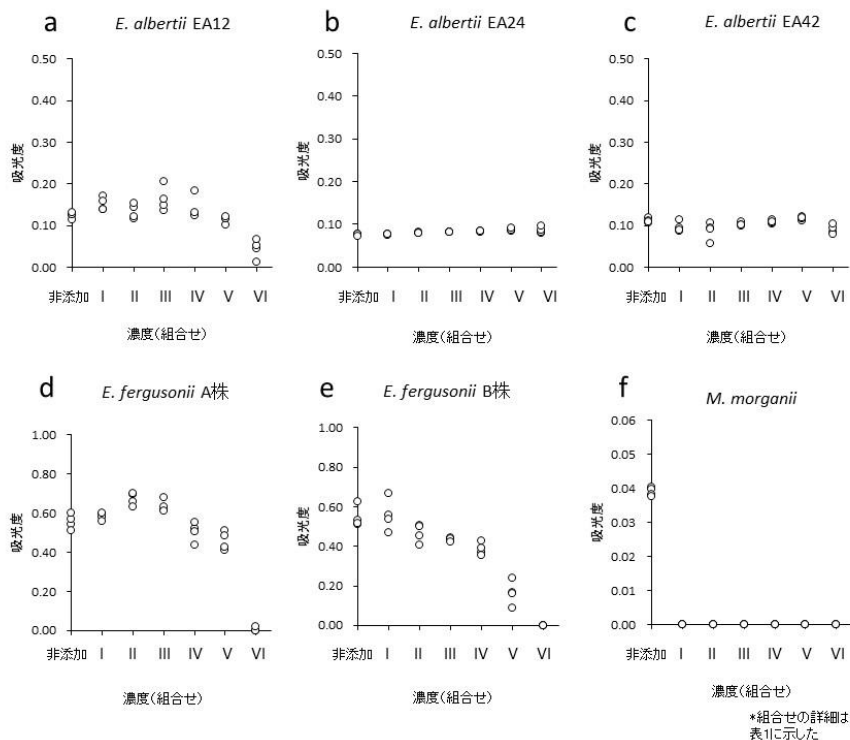 a
E. albertii EA12
0.50
0.40
0.30
0.20
0.10
0.00
吸光度
非添加 I II III IV V VI
濃度(組合せ)
b
E. albertii EA24
0.50
0.40
0.30
0.20
0.10
0.00
吸光度
非添加 I II III IV V VI
濃度(組合せ)
c
E. albertii EA42
0.50
0.40
0.30
0.20
0.10
0.00
吸光度
非添加 I II III IV V VI
濃度(組合せ)
d
E. fergusonii A株
1.00
0.80
0.60
0.40
0.20
0.00
吸光度
非添加 I II III IV V VI
濃度(組合せ)
e
E. fergusonii B株
1.00
0.80
0.60
0.40
0.20
0.00
吸光度
非添加 I II III IV V VI
濃度(組合せ)
f
M. morganii
0.06
0.05
0.04
0.03
0.02
0.01
0.00
吸光度
非添加 I II III IV V VI
濃度(組合せ)
*組合せの詳細は
表1に示した